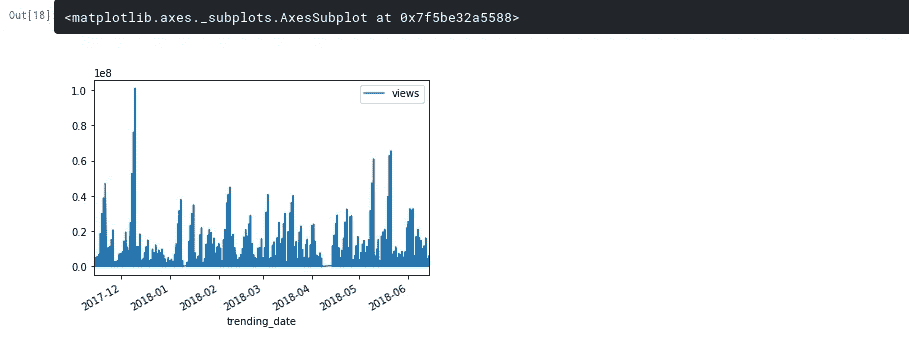 Out[18]:
<matplotlib.axes._subplots.AxesSubplot at 0x7f5be32a5588>
1e8
1.0
0.8
0.6
0.4
0.2
0.0
views
2017-12
2018-01
2018-02
2018-03
2018-04
2018-05
2018-06
trending_date